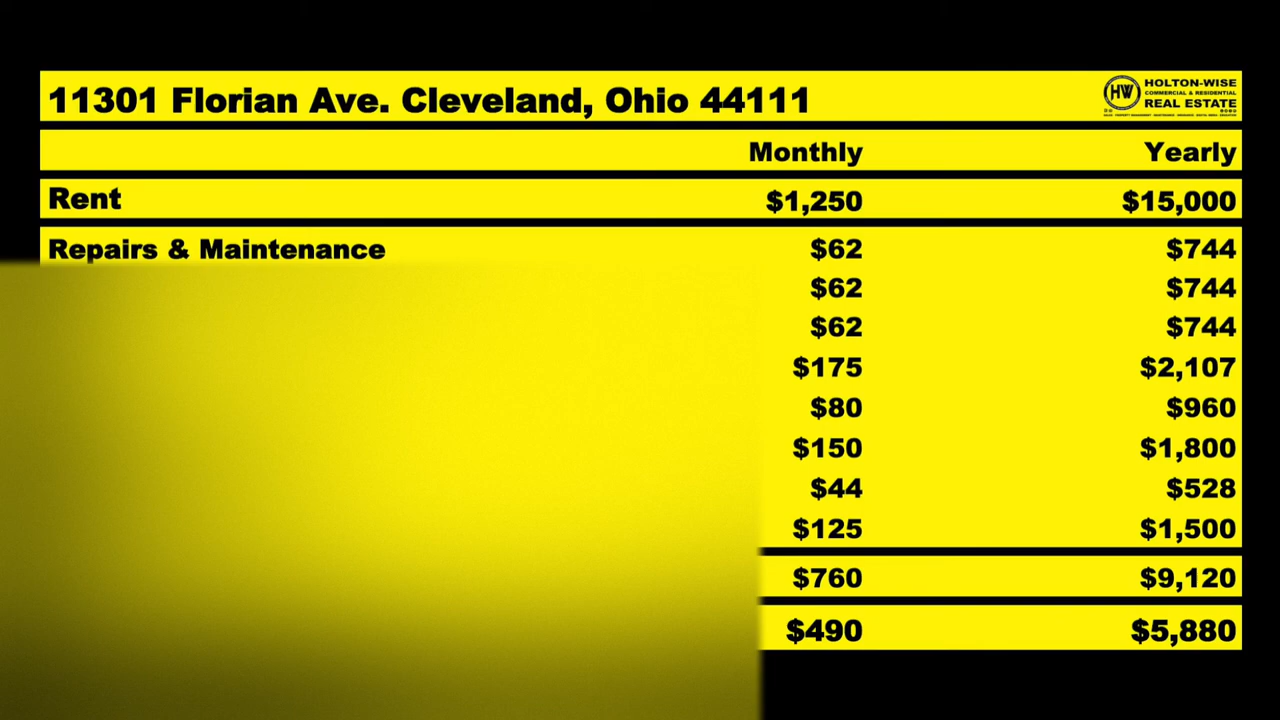 11301 Florian Ave. Cleveland, Ohio 44111
HOLTON-WISE
COMMERCIAL & RESIDENTIAL
REAL ESTATE
HW
Monthly Yearly
Rent $1,250 $15,000
Repairs & Maintenance $62 $744
$62 $744
$62 $744
$175 $2,107
$80 $960
$150 $1,800
$44 $528
$125 $1,500
$760 $9,120
$490 $5,880